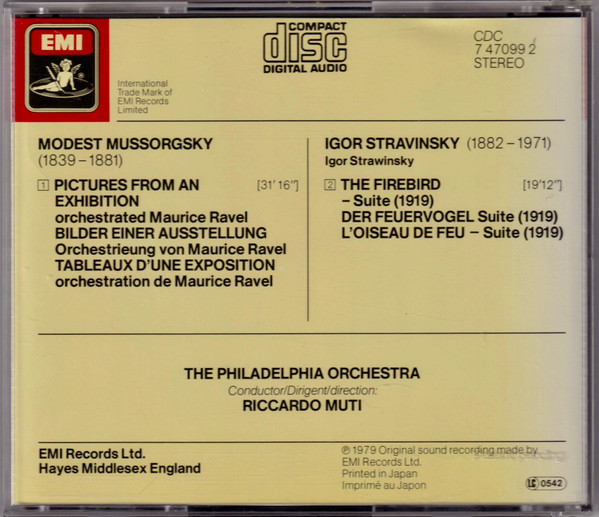 EMI
International
Trade Mark of
EMI Records
Limited
COMPACT
disc
DIGITAL AUDIO
CDC
7 47099 2
STEREO
MODEST MUSSORGSKY
(1839–1881)
1 PICTURES FROM AN [31'16"]
EXHIBITION
orchestrated Maurice Ravel
BILDER EINER AUSSTELLUNG
Orchestrieung von Maurice Ravel
TABLEAUX D'UNE EXPOSITION
orchestration de Maurice Ravel
IGOR STRAVINSKY (1882–1971)
Igor Strawinsky
2 THE FIREBIRD [19'12"]
– Suite (1919)
DER FEUERVOGEL Suite (1919)
L'OISEAU DE FEU – Suite (1919)
THE PHILADELPHIA ORCHESTRA
Conductor/Dirigent/direction:
RICCARDO MUTI
EMI Records Ltd.
Hayes Middlesex England
℗ 1979 Original sound recording made by
EMI Records Ltd.
Printed in Japan
Imprimé au Japon
LC 0542